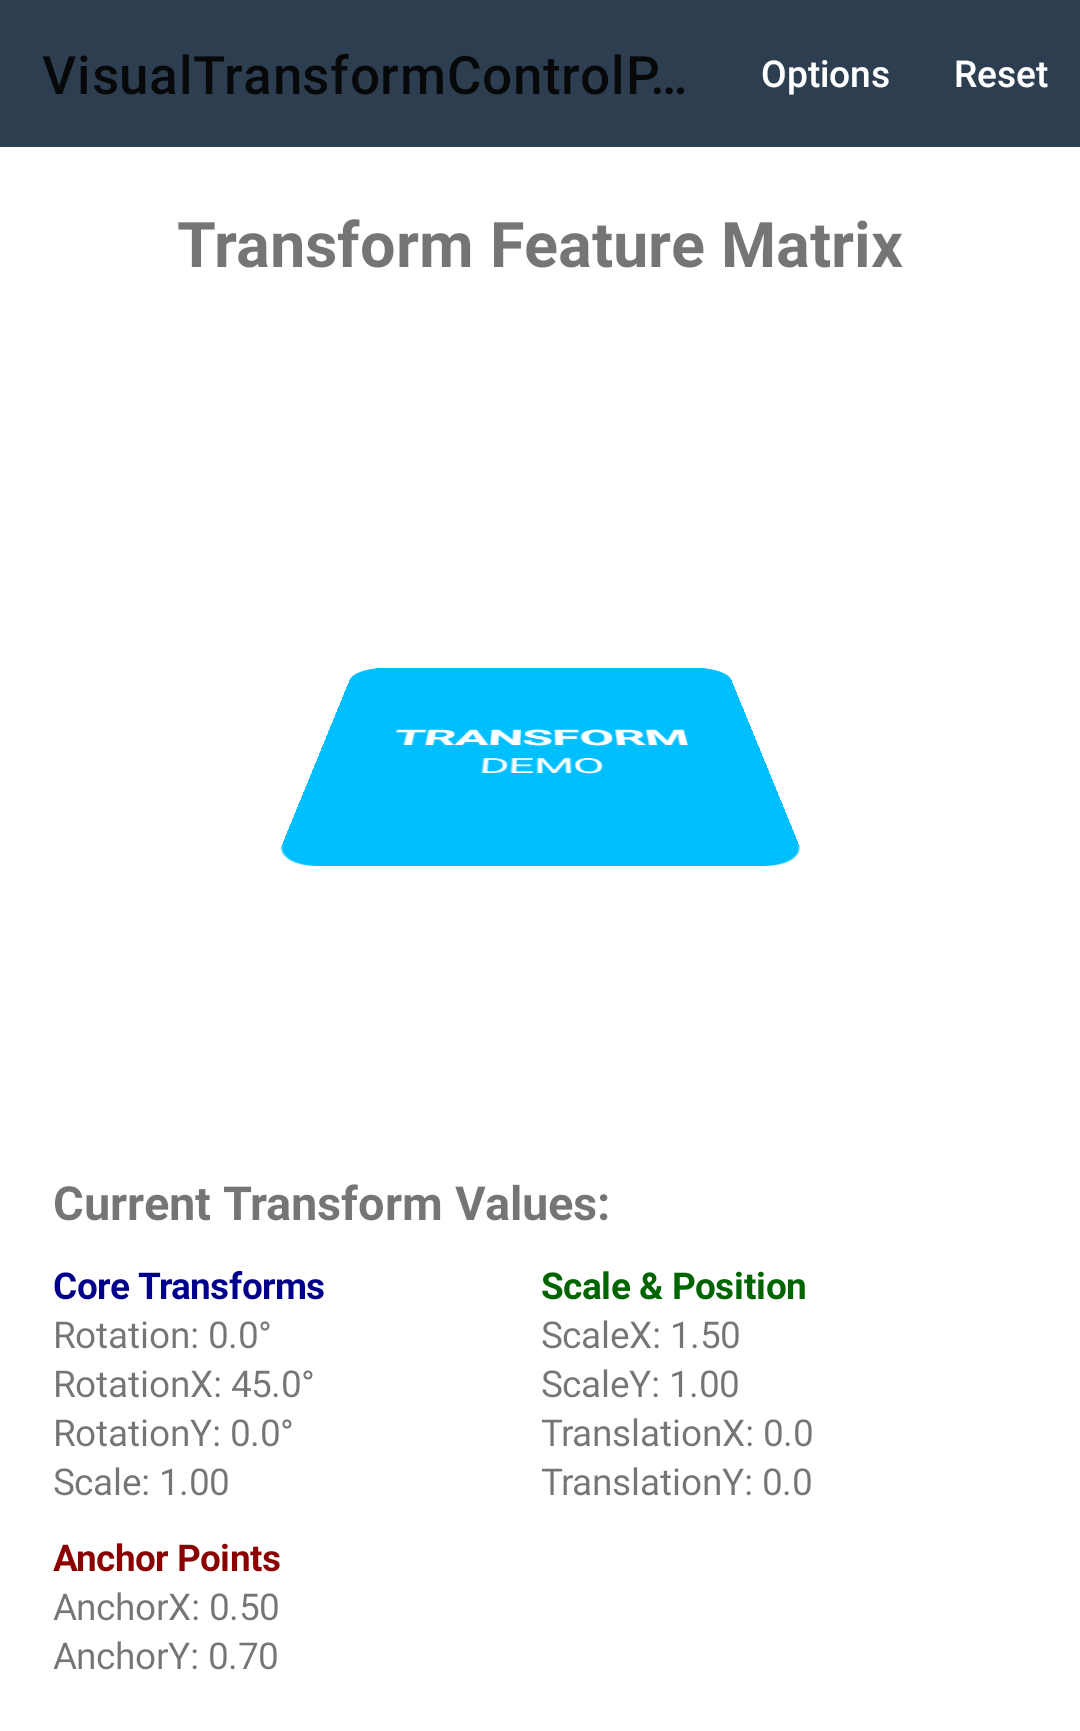 VisualTransformControlP...
Options
Reset
Transform Feature Matrix
TRANSFORM
DEMO
Current Transform Values:
Core Transforms
Rotation: 0.0°
RotationX: 45.0°
RotationY: 0.0°
Scale: 1.00
Scale & Position
ScaleX: 1.50
ScaleY: 1.00
TranslationX: 0.0
TranslationY: 0.0
Anchor Points
AnchorX: 0.50
AnchorY: 0.70